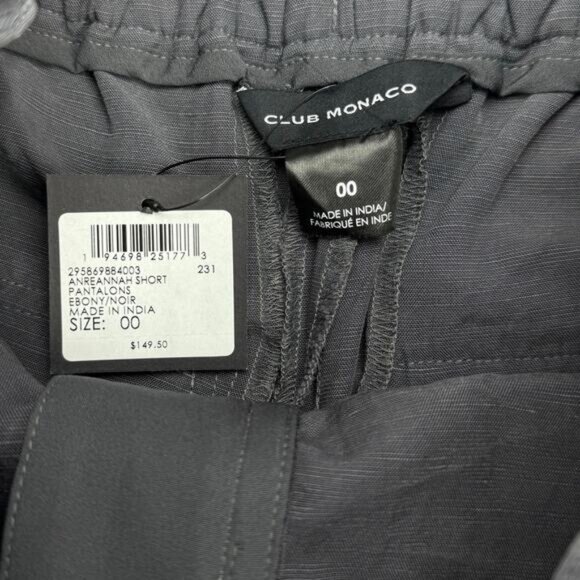 CLUB MONACO
00
MADE IN INDIA/
FABRIQUÉ EN INDE
1 94698 25177 3
295869884003 231
ANREANNAH SHORT
PANTALONS
EBONY/NOIR
MADE IN INDIA
SIZE: 00
$149.50